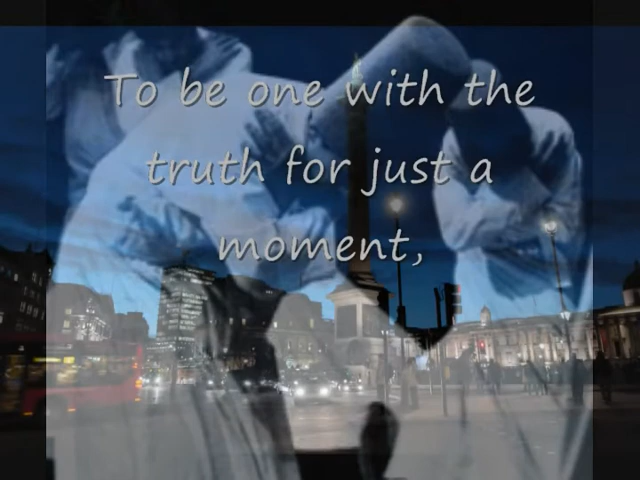 To be one with the
truth for just a
moment,